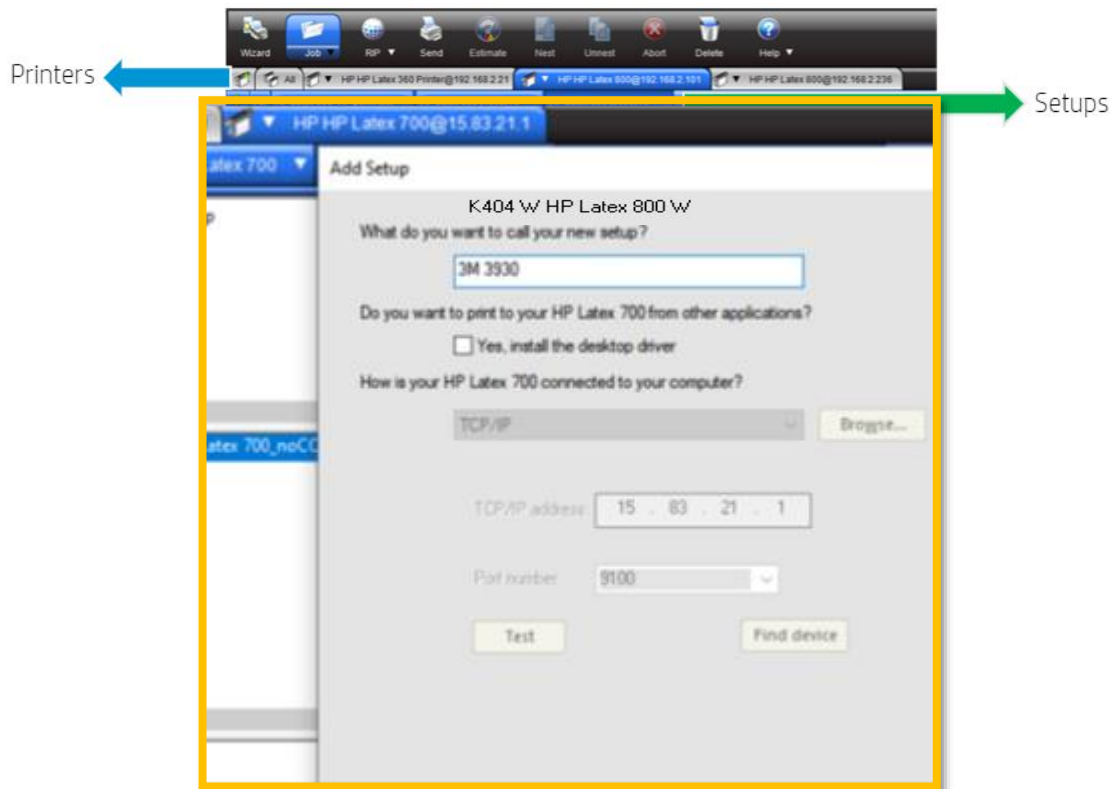 Wizard Job RIP Send Estimate Nest Unnest Abort Delete Help
Printers
All HP HP Latex 360 Printer@192.168.2.21 HP HP Latex 800@192.168.2.101 HP HP Latex 800@192.168.2.236
Setups
HP HP Latex 700@15.83.21.1
atex 700 Add Setup
p
K404 W HP Latex 800 W
What do you want to call your new setup?
3M 3930
Do you want to print to your HP Latex 700 from other applications?
Yes, install the desktop driver
How is your HP Latex 700 connected to your computer?
TCP/IP Browse...
atex 700_noCO
TCP/IP address 15 . 83 . 21 . 1
Port number 9100
Test Find device